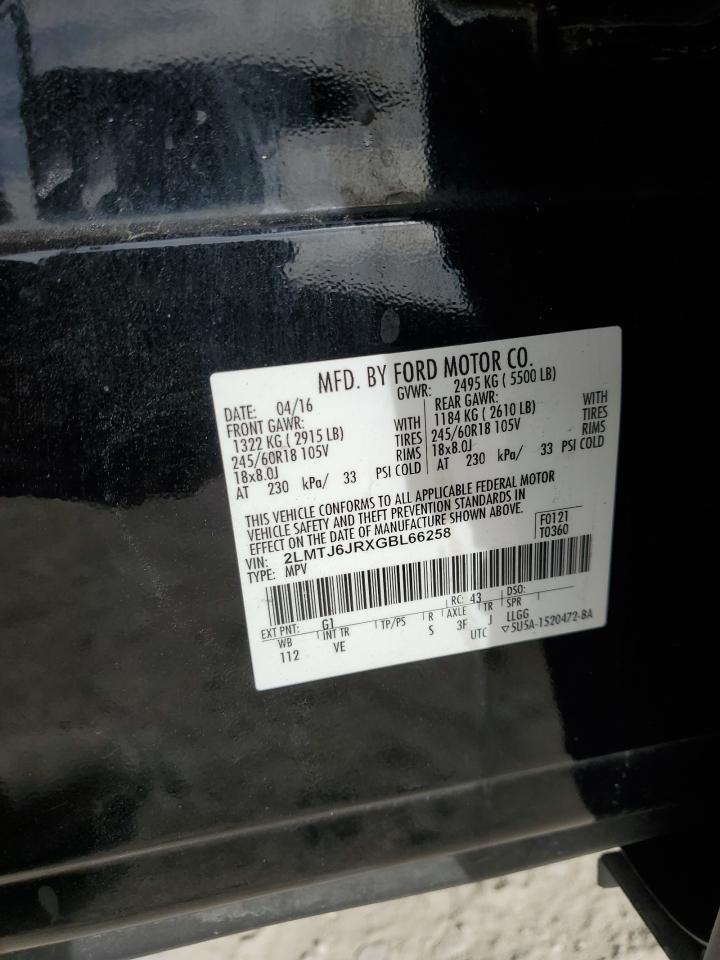 MFD. BY FORD MOTOR CO.
DATE: 04/16 GVWR: 2495 KG ( 5500 LB)
FRONT GAWR: REAR GAWR:
1322 KG ( 2915 LB) WITH 1184 KG ( 2610 LB) WITH
245/60R18 105V TIRES 245/60R18 105V TIRES
18x8.0J RIMS 18x8.0J RIMS
AT 230 kPa/ 33 PSI COLD AT 230 kPa/ 33 PSI COLD
THIS VEHICLE CONFORMS TO ALL APPLICABLE FEDERAL MOTOR
VEHICLE SAFETY AND THEFT PREVENTION STANDARDS IN
EFFECT ON THE DATE OF MANUFACTURE SHOWN ABOVE.
VIN: 2LMTJ6JRXGBL66258 F0121
TYPE: MPV T0360
EXT PNT: G1 RC: 43 DSO:
WB INT TR TP/PS R AXLE TR SPR
112 VE S 3F J LLGG
UTC ▽5U5A-1520472-BA